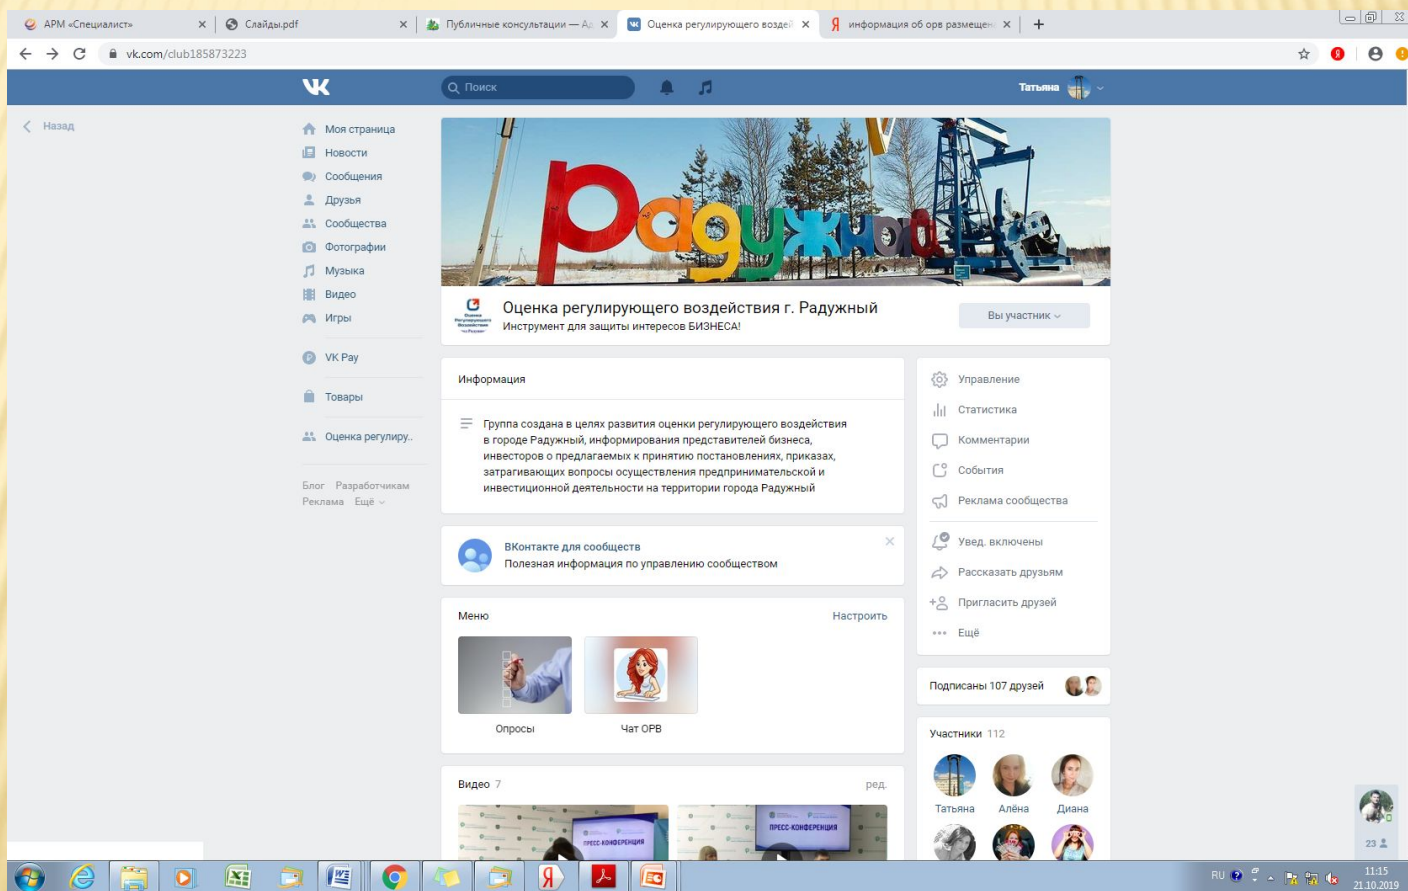 АРМ «Специалист»
Слайды.pdf
Публичные консультации — Ад
Оценка регулирующего воздей
информация об орв размещен
vk.com/club185873223
Поиск
Татьяна
Назад
Моя страница
Новости
Сообщения
Друзья
Сообщества
Фотографии
Музыка
Видео
Игры
VK Pay
Товары
Оценка регулиру..
Блог Разработчикам
Реклама Ещё
Радужный
Оценка регулирующего воздействия г. Радужный
Инструмент для защиты интересов БИЗНЕСА!
Вы участник
Информация
Группа создана в целях развития оценки регулирующего воздействия
в городе Радужный, информирования представителей бизнеса,
инвесторов о предлагаемых к принятию постановлениях, приказах,
затрагивающих вопросы осуществления предпринимательской и
инвестиционной деятельности на территории города Радужный
ВКонтакте для сообществ
Полезная информация по управлению сообществом
Меню
Настроить
Опросы
Чат ОРВ
Видео 7
ред.
ПРЕСС-КОНФЕРЕНЦИЯ
ПРЕСС-КОНФЕРЕНЦИЯ
Управление
Статистика
Комментарии
События
Реклама сообщества
Увед. включены
Рассказать друзьям
Пригласить друзей
Ещё
Подписаны 107 друзей
Участники 112
Татьяна
Алёна
Диана
23
RU
11:15
21.10.2019